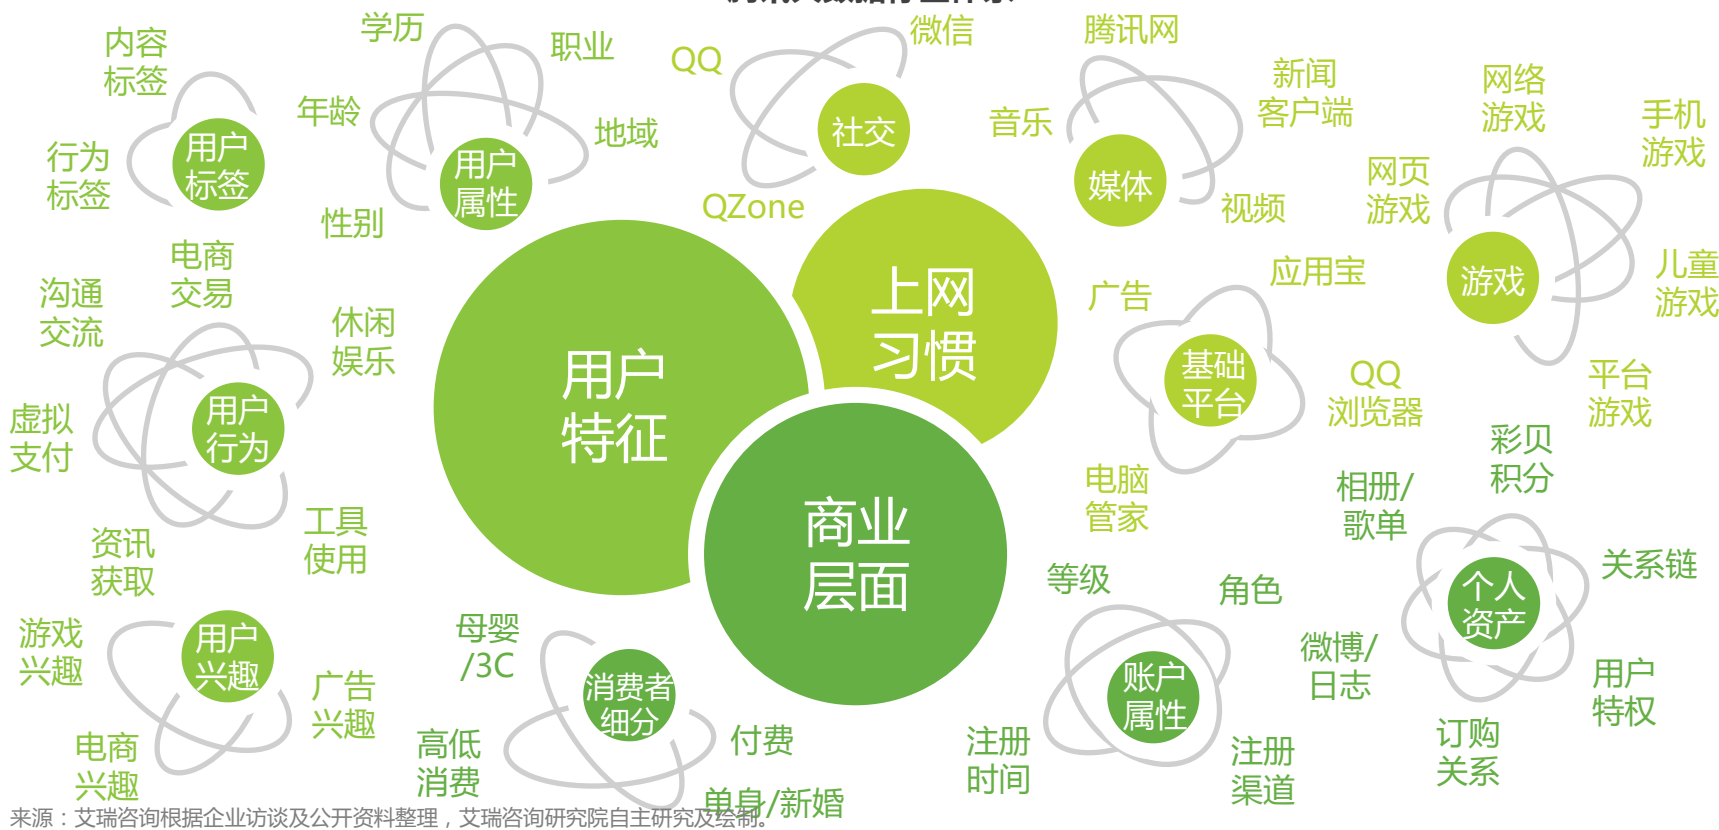 腾讯大数据标签体系
内容
标签
行为
标签
用户
标签
学历
职业
年龄
地域
性别
用户
属性
QQ
微信
QZone
社交
腾讯网
新闻
客户端
音乐
视频
媒体
网络
游戏
手机
游戏
网页
游戏
儿童
游戏
平台
游戏
游戏
电商
交易
沟通
交流
休闲
娱乐
虚拟
支付
资讯
获取
工具
使用
用户
行为
用户
特征
上网
习惯
商业
层面
广告
应用宝
QQ
浏览器
电脑
管家
基础
平台
彩贝
积分
相册/
歌单
关系链
微博/
日志
用户
特权
订购
关系
个人
资产
游戏
兴趣
广告
兴趣
电商
兴趣
用户
兴趣
母婴
/3C
高低
消费
付费
单身/新婚
消费者
细分
等级
角色
注册
时间
注册
渠道
账户
属性
来源：艾瑞咨询根据企业访谈及公开资料整理，艾瑞咨询研究院自主研究及绘制。